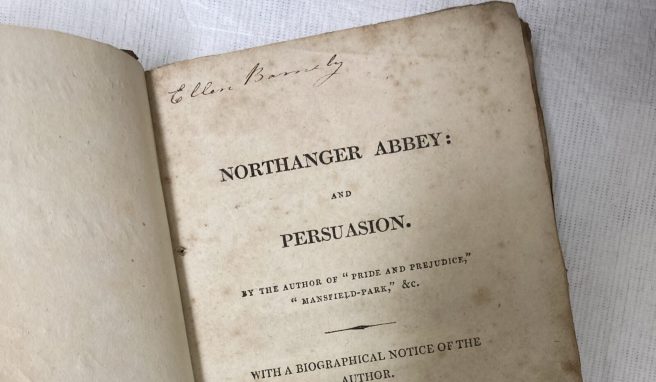 Ellen Barneby
NORTHANGER ABBEY:
AND
PERSUASION.
BY THE AUTHOR OF “ PRIDE AND PREJUDICE,”
“ MANSFIELD-PARK,” &c.
WITH A BIOGRAPHICAL NOTICE OF THE
AUTHOR.